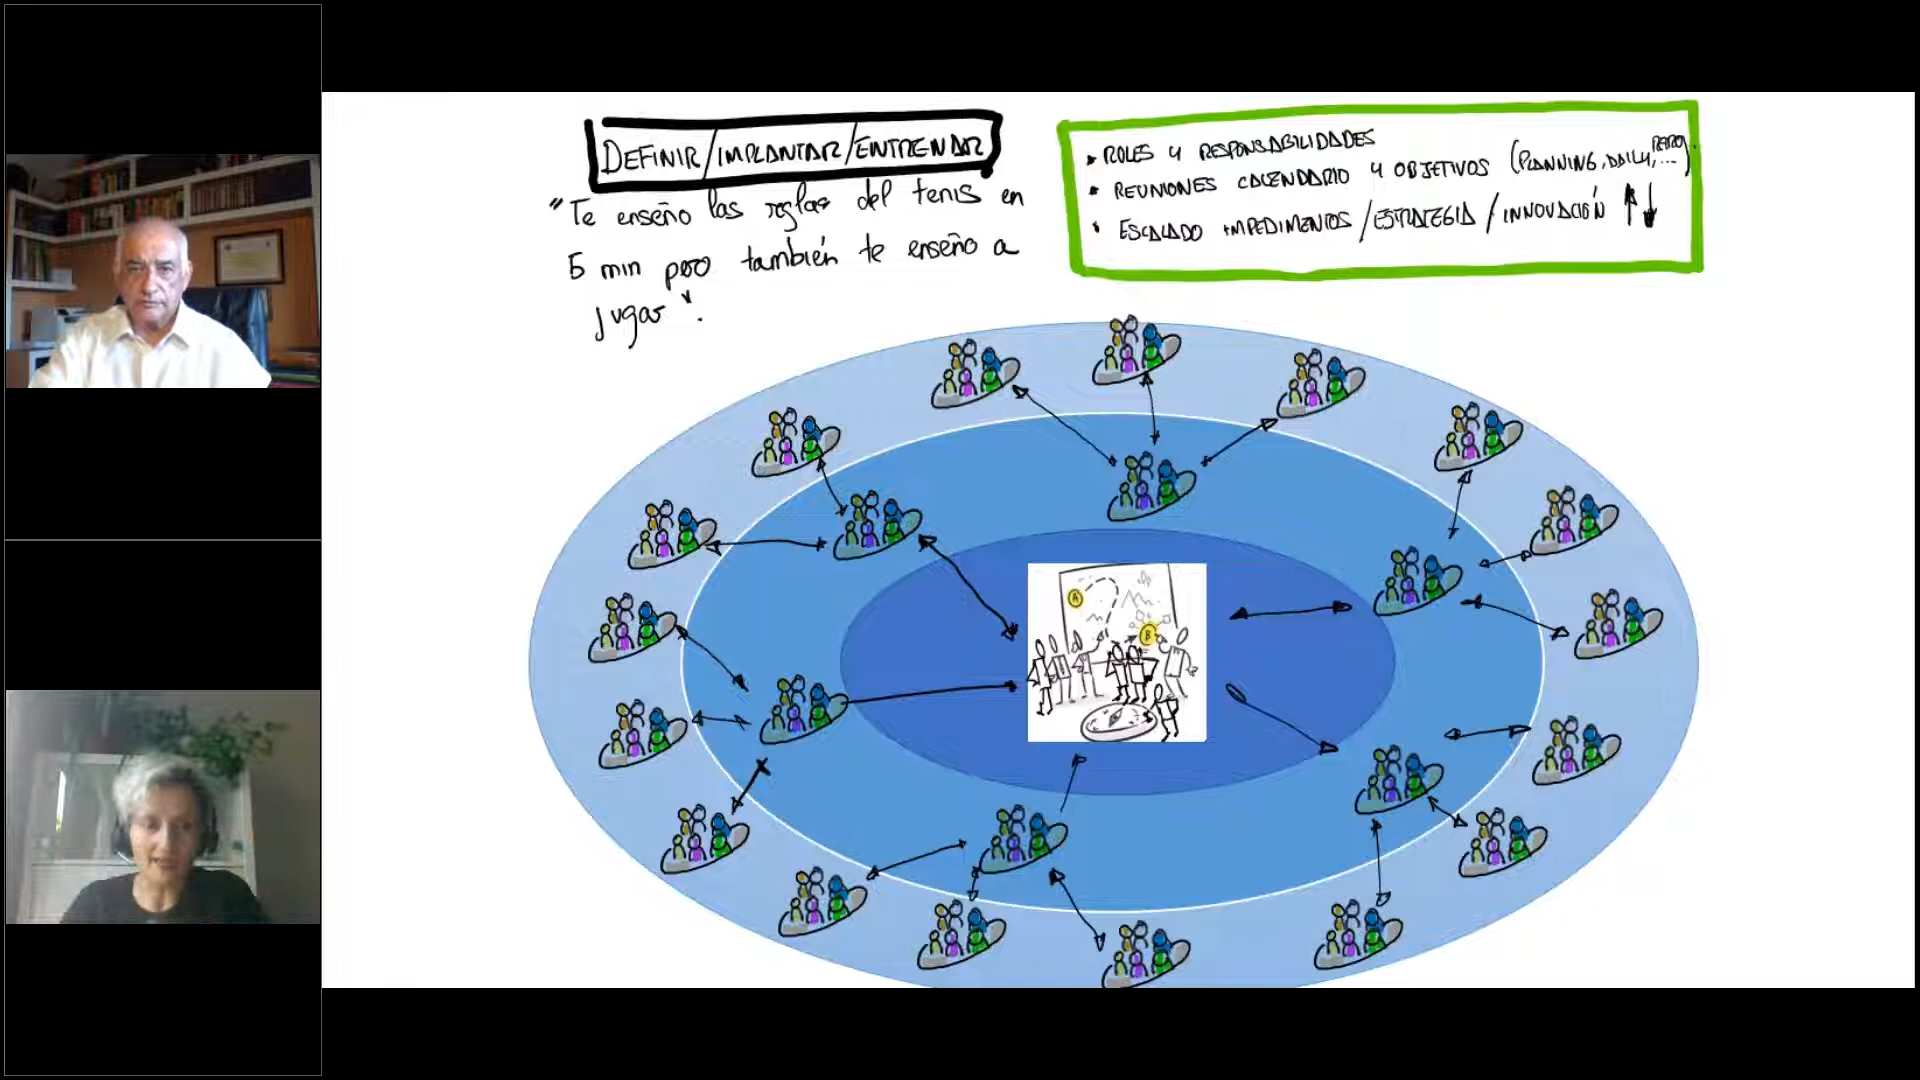 DEFINIR/IMPLANTAR/ENTRENAR
"Te enseño las reglas del tenis en
5 min pero también te enseño a
jugar".
ROLES Y RESPONSABILIDADES
REUNIONES CALENDARIO Y OBJETIVOS (PLANNING, DAILY, ... RETRO)
ESCALADO IMPEDIMENTOS/ESTRATEGIA/INNOVACIÓN
A
B